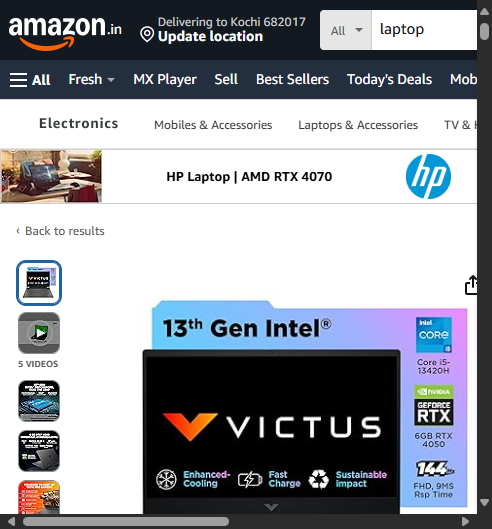 amazon.in
Delivering to Kochi 682017
Update location
All
laptop
All
Fresh
MX Player
Sell
Best Sellers
Today's Deals
Mob
Electronics
Mobiles & Accessories
Laptops & Accessories
TV &
HP Laptop | AMD RTX 4070
hp
‹ Back to results
VICTUS
5 VIDEOS
13th Gen Intel®
intel
CORE
i5
Core i5-
13420H
NVIDIA
GEFORCE
RTX
6GB RTX
4050
144Hz
FHD, 9MS
Rsp Time
VICTUS
Enhanced-
Cooling
Fast
Charge
Sustainable
impact